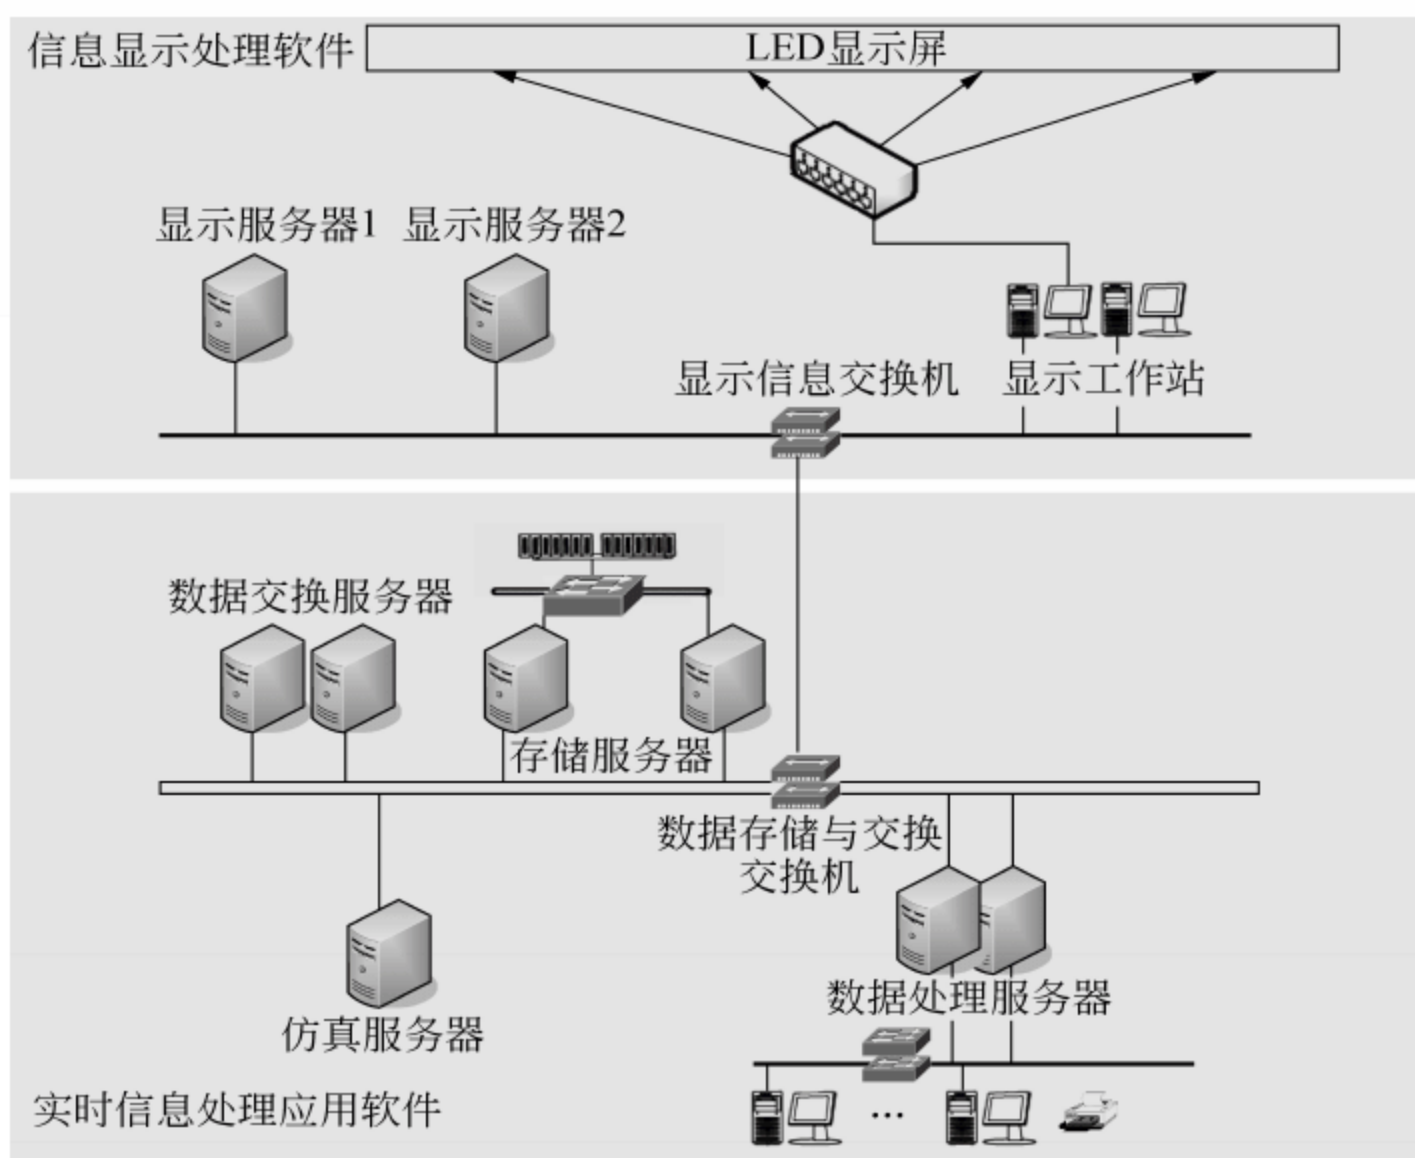 信息显示处理软件
LED显示屏
显示服务器1
显示服务器2
显示信息交换机
显示工作站
数据交换服务器
存储服务器
数据存储与交换
交换机
数据处理服务器
仿真服务器
实时信息处理应用软件
...